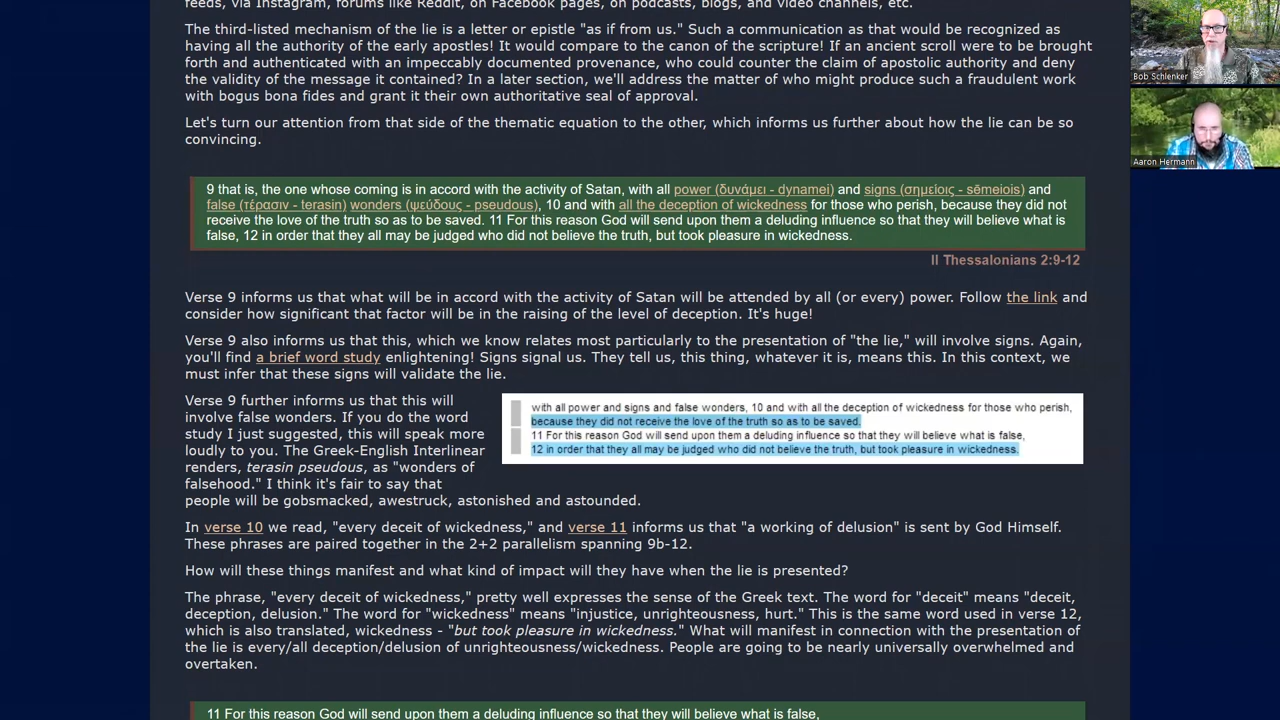 feeds, via Instagram, forums like Reddit, on Facebook pages, on podcasts, blogs, and video channels, etc.
The third-listed mechanism of the lie is a letter or epistle "as if from us." Such a communication as that would be recognized as
having all the authority of the early apostles! It would compare to the canon of the scripture! If an ancient scroll were to be brought
forth and authenticated with an impeccably documented provenance, who could counter the claim of apostolic authority and deny
the validity of the message it contained? In a later section, we'll address the matter of who might produce such a fraudulent work
with bogus bona fides and grant it their own authoritative seal of approval.
Let's turn our attention from that side of the thematic equation to the other, which informs us further about how the lie can be so
convincing.
9 that is, the one whose coming is in accord with the activity of Satan, with all power (δυνάμει - dynamei) and signs (σημείοις - sēmeiois) and
false (τέρασιν - terasin) wonders (ψεύδους - pseudous), 10 and with all the deception of wickedness for those who perish, because they did not
receive the love of the truth so as to be saved. 11 For this reason God will send upon them a deluding influence so that they will believe what is
false, 12 in order that they all may be judged who did not believe the truth, but took pleasure in wickedness.
II Thessalonians 2:9-12
Verse 9 informs us that what will be in accord with the activity of Satan will be attended by all (or every) power. Follow the link and
consider how significant that factor will be in the raising of the level of deception. It's huge!
Verse 9 also informs us that this, which we know relates most particularly to the presentation of "the lie," will involve signs. Again,
you'll find a brief word study enlightening! Signs signal us. They tell us, this thing, whatever it is, means this. In this context, we
must infer that these signs will validate the lie.
Verse 9 further informs us that this will
involve false wonders. If you do the word
study I just suggested, this will speak more
loudly to you. The Greek-English Interlinear
renders, terasin pseudous, as "wonders of
falsehood." I think it's fair to say that
people will be gobsmacked, awestruck, astonished and astounded.
with all power and signs and false wonders, 10 and with all the deception of wickedness for those who perish,
because they did not receive the love of the truth so as to be saved.
11 For this reason God will send upon them a deluding influence so that they will believe what is false,
12 in order that they all may be judged who did not believe the truth, but took pleasure in wickedness.
In verse 10 we read, "every deceit of wickedness," and verse 11 informs us that "a working of delusion" is sent by God Himself.
These phrases are paired together in the 2+2 parallelism spanning 9b-12.
How will these things manifest and what kind of impact will they have when the lie is presented?
The phrase, "every deceit of wickedness," pretty well expresses the sense of the Greek text. The word for "deceit" means "deceit,
deception, delusion." The word for "wickedness" means "injustice, unrighteousness, hurt." This is the same word used in verse 12,
which is also translated, wickedness - "but took pleasure in wickedness." What will manifest in connection with the presentation of
the lie is every/all deception/delusion of unrighteousness/wickedness. People are going to be nearly universally overwhelmed and
overtaken.
11 For this reason God will send upon them a deluding influence so that they will believe what is false,
Bob Schlenker
Aaron Hermann